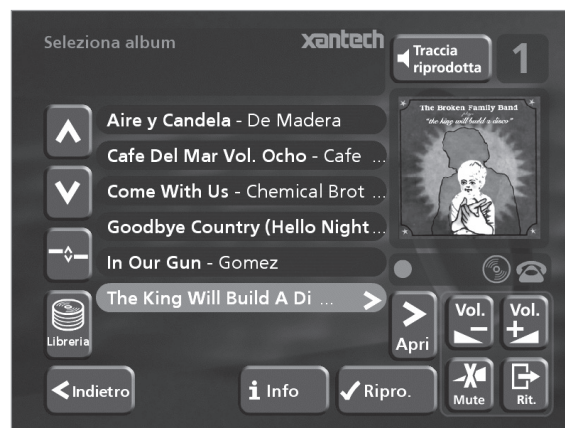 Seleziona album
xantech
Traccia riprodotta
1
Aire y Candela - De Madera
Cafe Del Mar Vol. Ocho - Cafe ...
Come With Us - Chemical Brot ...
Goodbye Country (Hello Night...
In Our Gun - Gomez
The King Will Build A Di ...
The Broken Family Band
"the king will build a disco"
Libreria
Apri
Vol.
Vol.
Indietro
i Info
Ripro.
Mute
Rit.